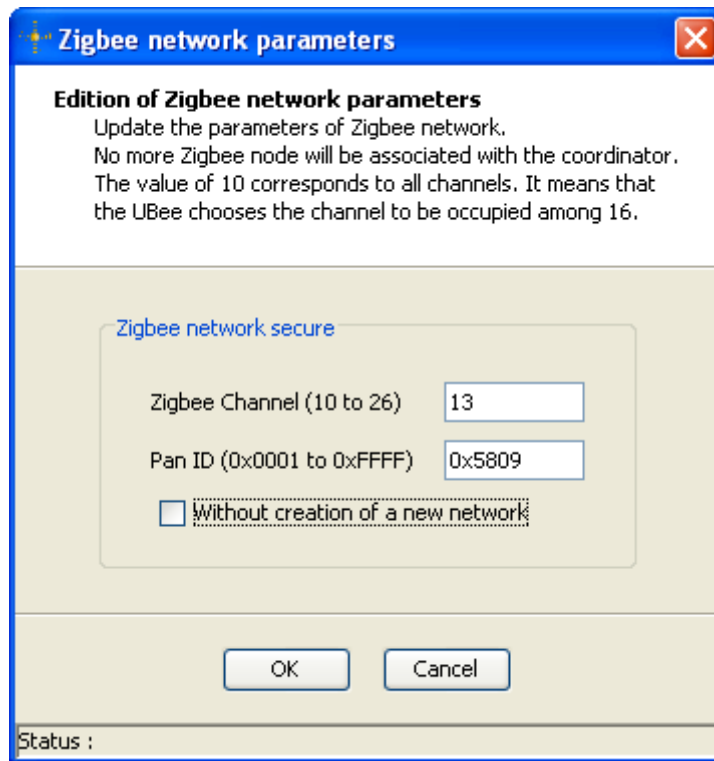 Zigbee network parameters
Edition of Zigbee network parameters
Update the parameters of Zigbee network.
No more Zigbee node will be associated with the coordinator.
The value of 10 corresponds to all channels. It means that
the UBee chooses the channel to be occupied among 16.
Zigbee network secure
Zigbee Channel (10 to 26) 13
Pan ID (0x0001 to 0xFFFF) 0x5809
Without creation of a new network
OK Cancel
Status :